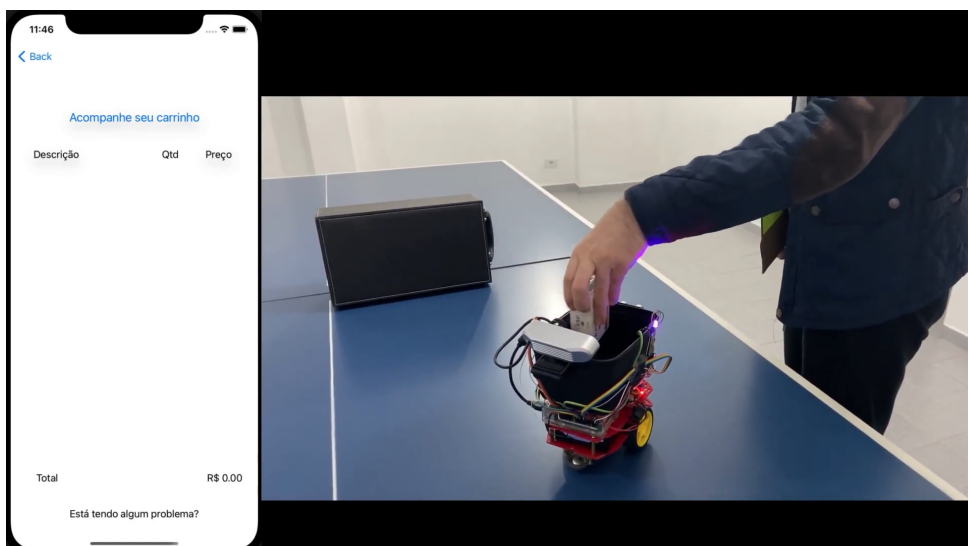 11:46
Back
Acompanhe seu carrinho
Descrição Qtd Preço
Total R$ 0.00
Está tendo algum problema?